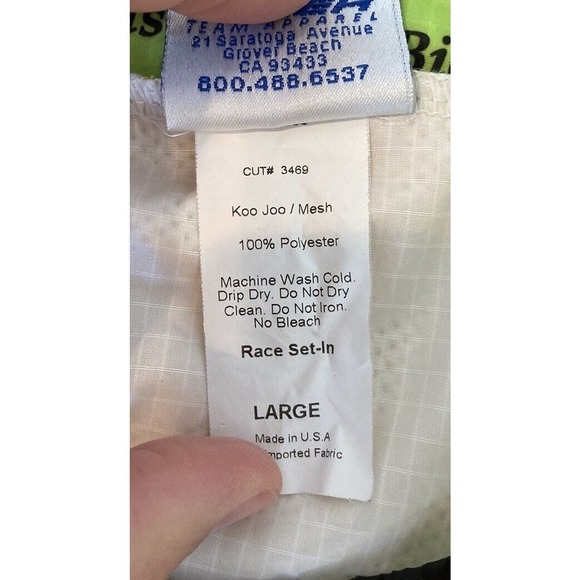 TEAM APPAREL
21 Saratoga Avenue
Grover Beach
CA 93433
800.488.6537
CUT# 3469
Koo Joo / Mesh
100% Polyester
Machine Wash Cold.
Drip Dry. Do Not Dry
Clean. Do Not Iron.
No Bleach
Race Set-In
LARGE
Made in U.S.A
Fabric